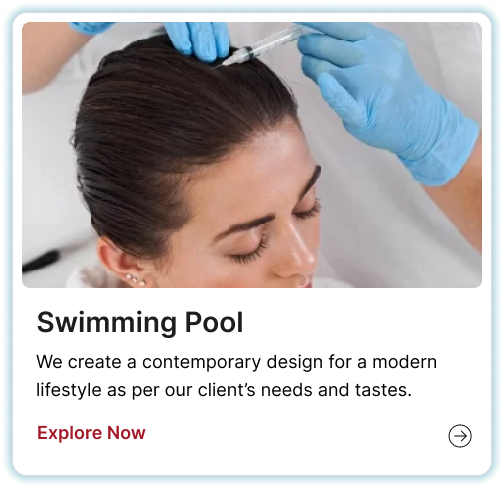 Swimming Pool
We create a contemporary design for a modern
lifestyle as per our client’s needs and tastes.
Explore Now